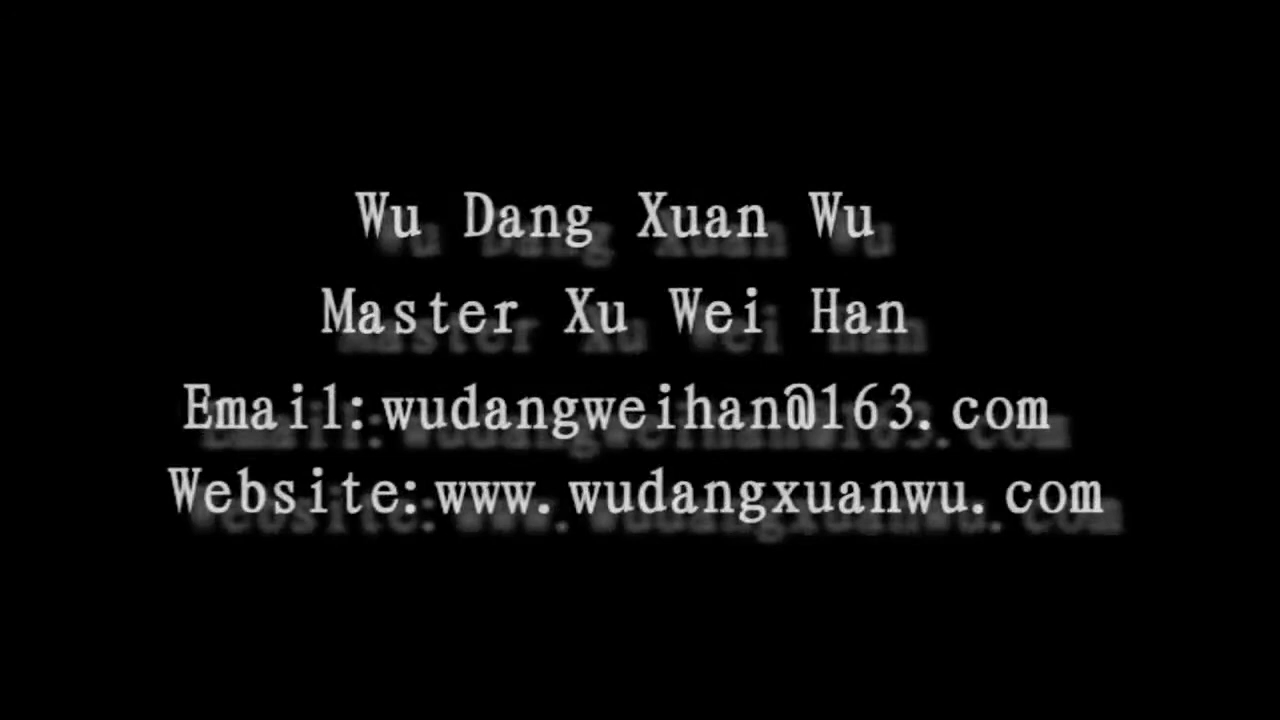 Wu Dang Xuan Wu
Master Xu Wei Han
Email:wudangweihan@163.com
Website:www.wudangxuanwu.com